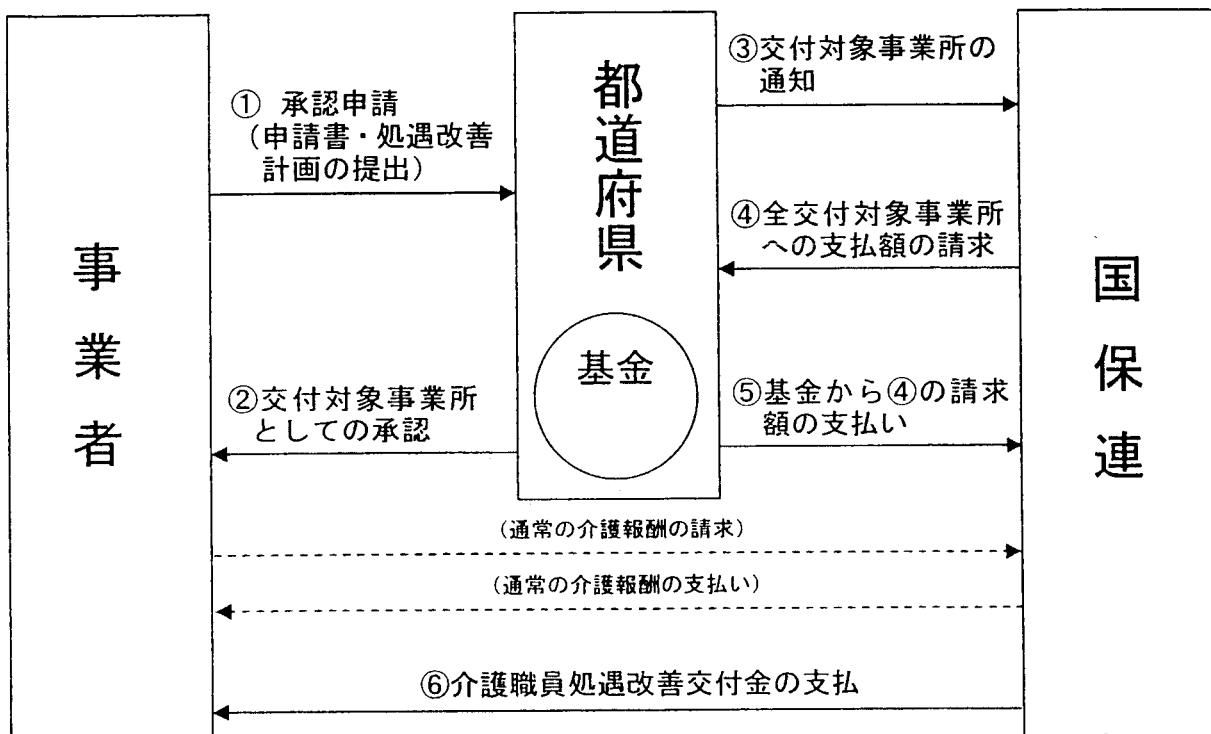 事業者
① 承認申請
（申請書・処遇改善
計画の提出）
②交付対象事業所
としての承認
都道府県
基金
③交付対象事業所の
通知
④全交付対象事業所
への支払額の請求
⑤基金から④の請求
額の支払い
国保連
(通常の介護報酬の請求)
(通常の介護報酬の支払い)
⑥介護職員処遇改善交付金の支払